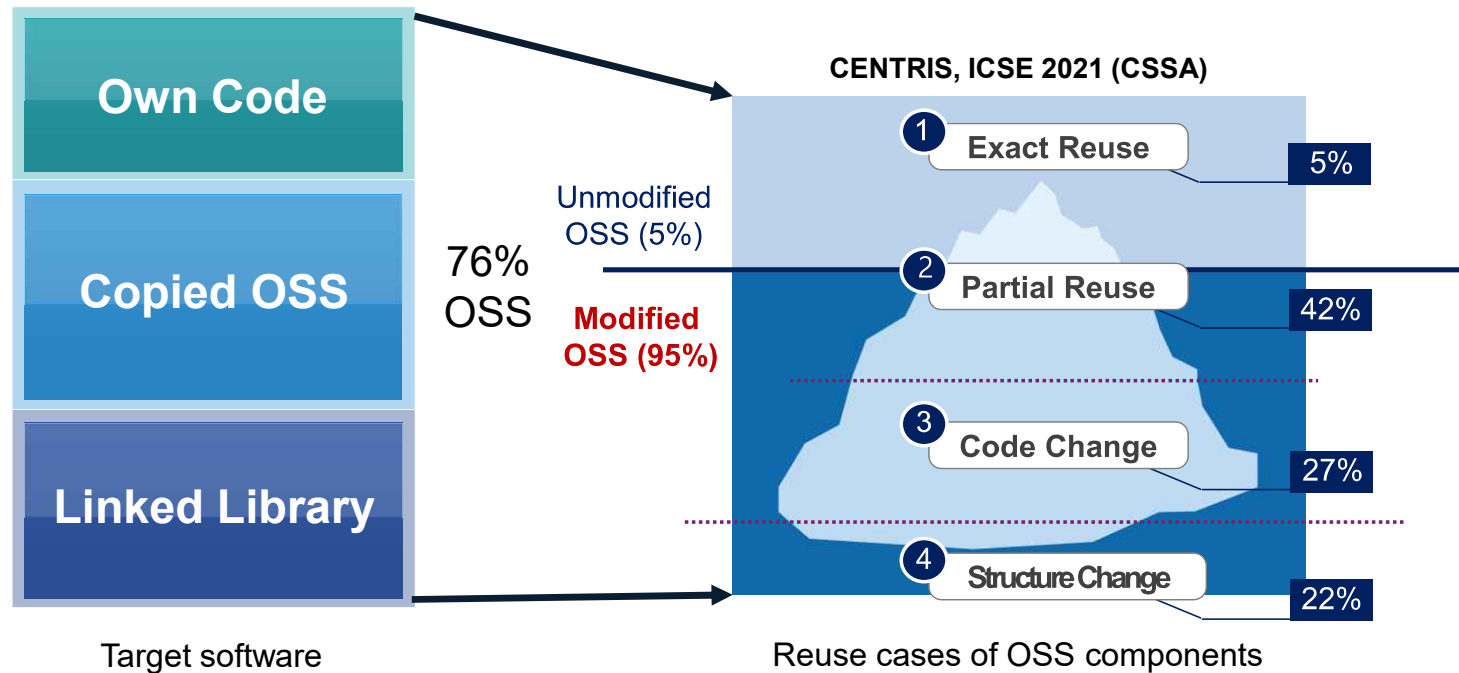 Own Code
Copied OSS
Linked Library
Target software
76%
OSS
Unmodified
OSS (5%)
Modified
OSS (95%)
CENTRIS, ICSE 2021 (CSSA)
1
Exact Reuse
5%
2
Partial Reuse
42%
3
Code Change
27%
4
Structure Change
22%
Reuse cases of OSS components